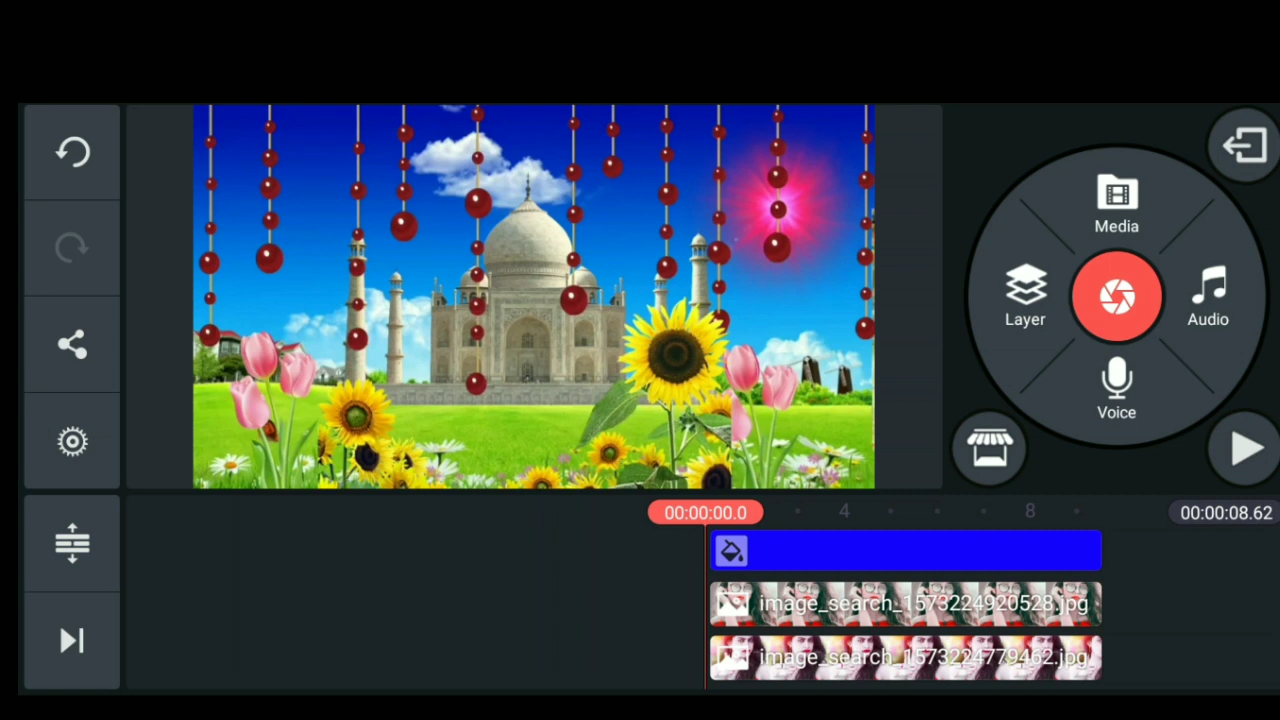 Media
Layer
Audio
Voice
00:00:00.0
4
8
00:00:08.62
image_search_1573224920528.jpg
image_search_1573224779462.jpg